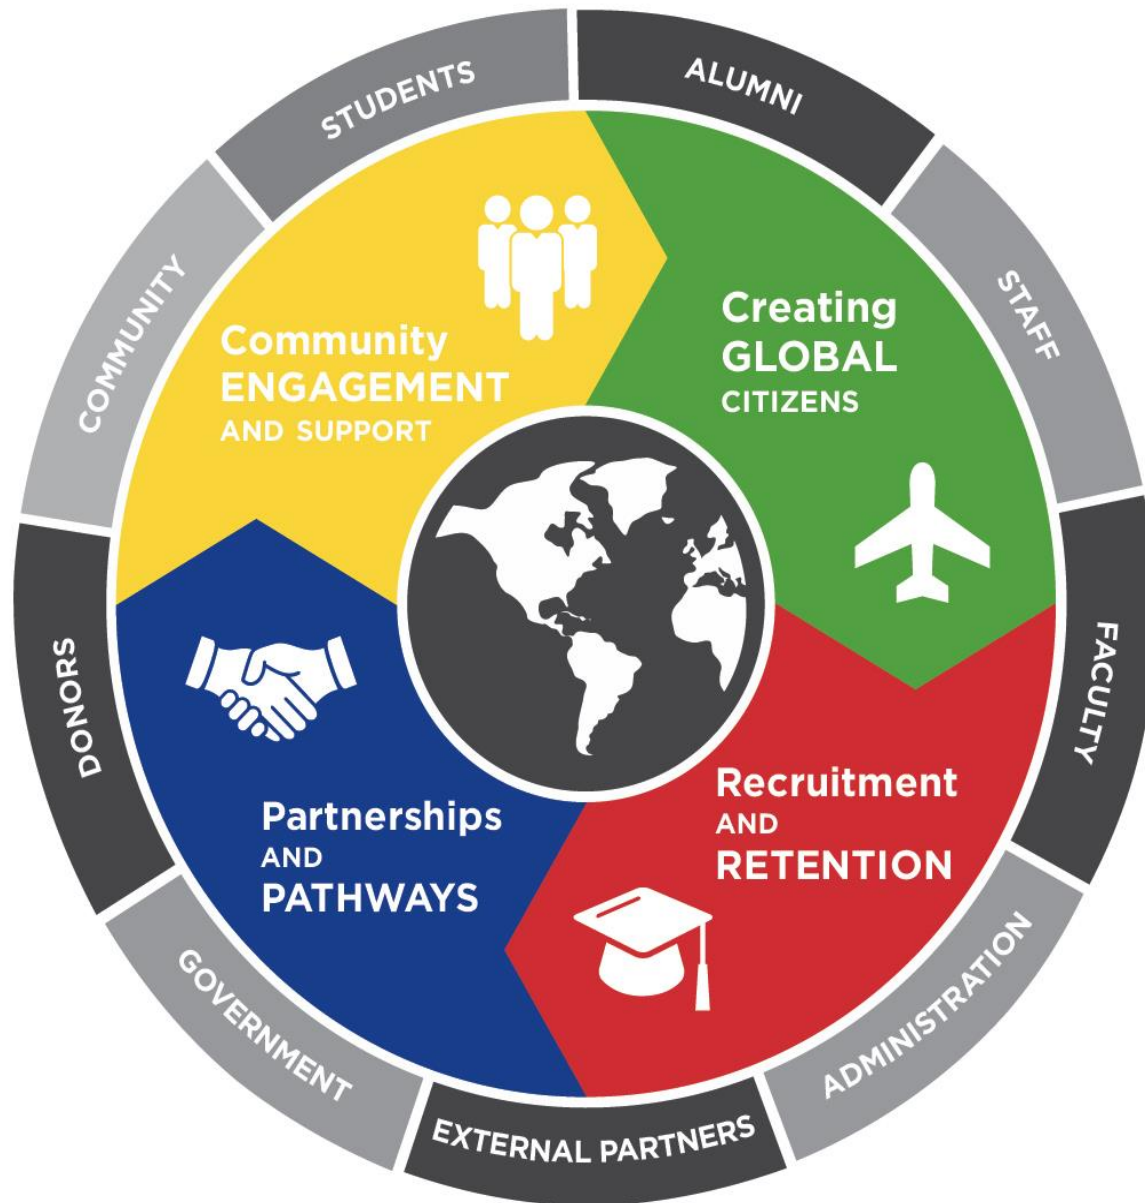 STUDENTS
ALUMNI
STAFF
FACULTY
ADMINISTRATION
EXTERNAL PARTNERS
GOVERNMENT
DONORS
COMMUNITY
Community
ENGAGEMENT
AND SUPPORT
Creating
GLOBAL
CITIZENS
Recruitment
AND
RETENTION
Partnerships
AND
PATHWAYS